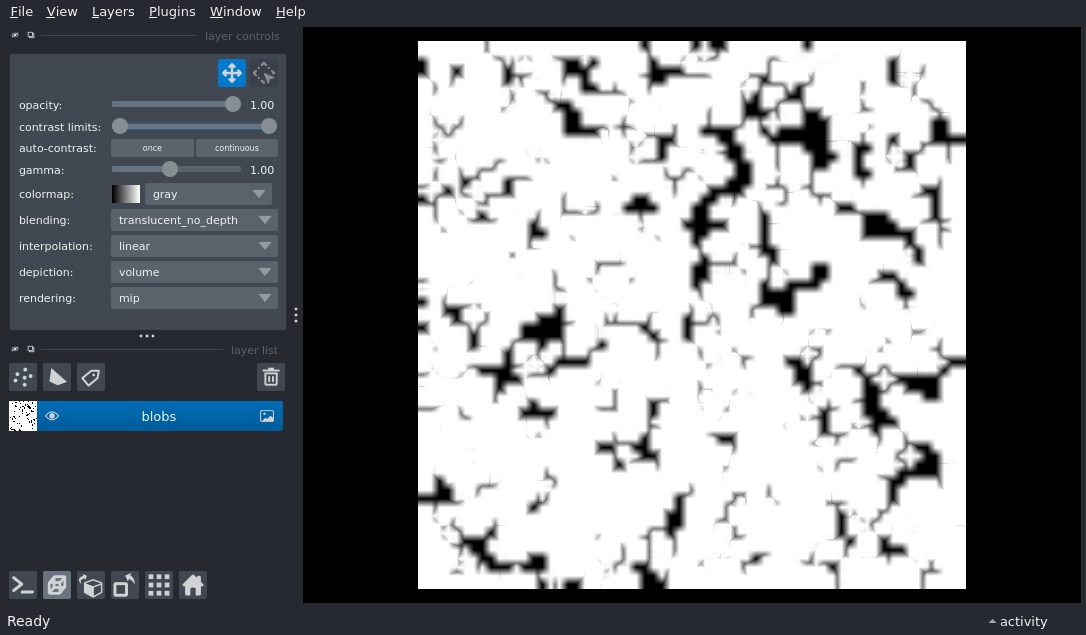 File View Layers Plugins Window Help
layer controls
opacity: 1.00
contrast limits:
auto-contrast: once continuous
gamma: 1.00
colormap: gray
blending: translucent_no_depth
interpolation: linear
depiction: volume
rendering: mip
layer list
blobs
Ready activity